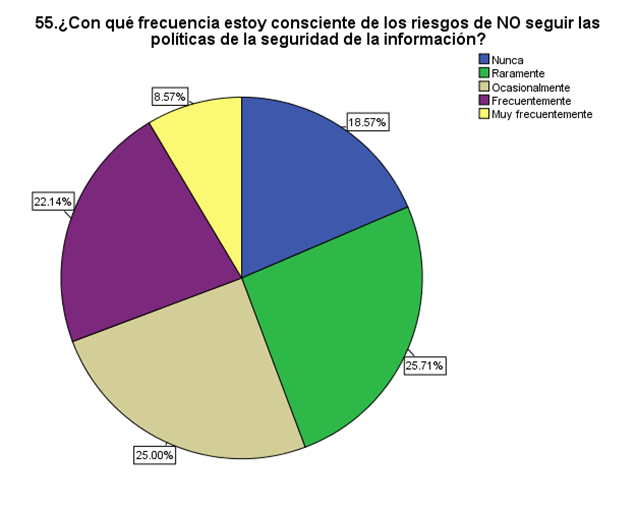 55.¿Con qué frecuencia estoy consciente de los riesgos de NO seguir las
políticas de la seguridad de la información?
Nunca
Raramente
Ocasionalmente
Frecuentemente
Muy frecuentemente
8.57%
18.57%
22.14%
25.71%
25.00%